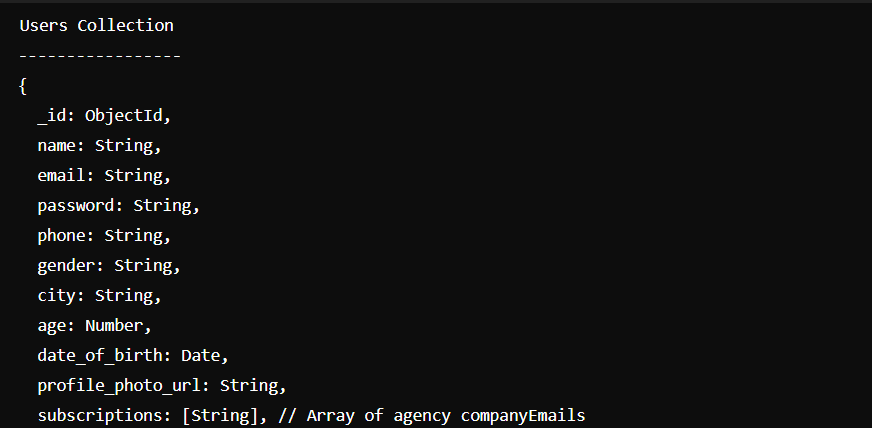 Users Collection
-----------------
{
_id: ObjectId,
name: String,
email: String,
password: String,
phone: String,
gender: String,
city: String,
age: Number,
date_of_birth: Date,
profile_photo_url: String,
subscriptions: [String], // Array of agency companyEmails